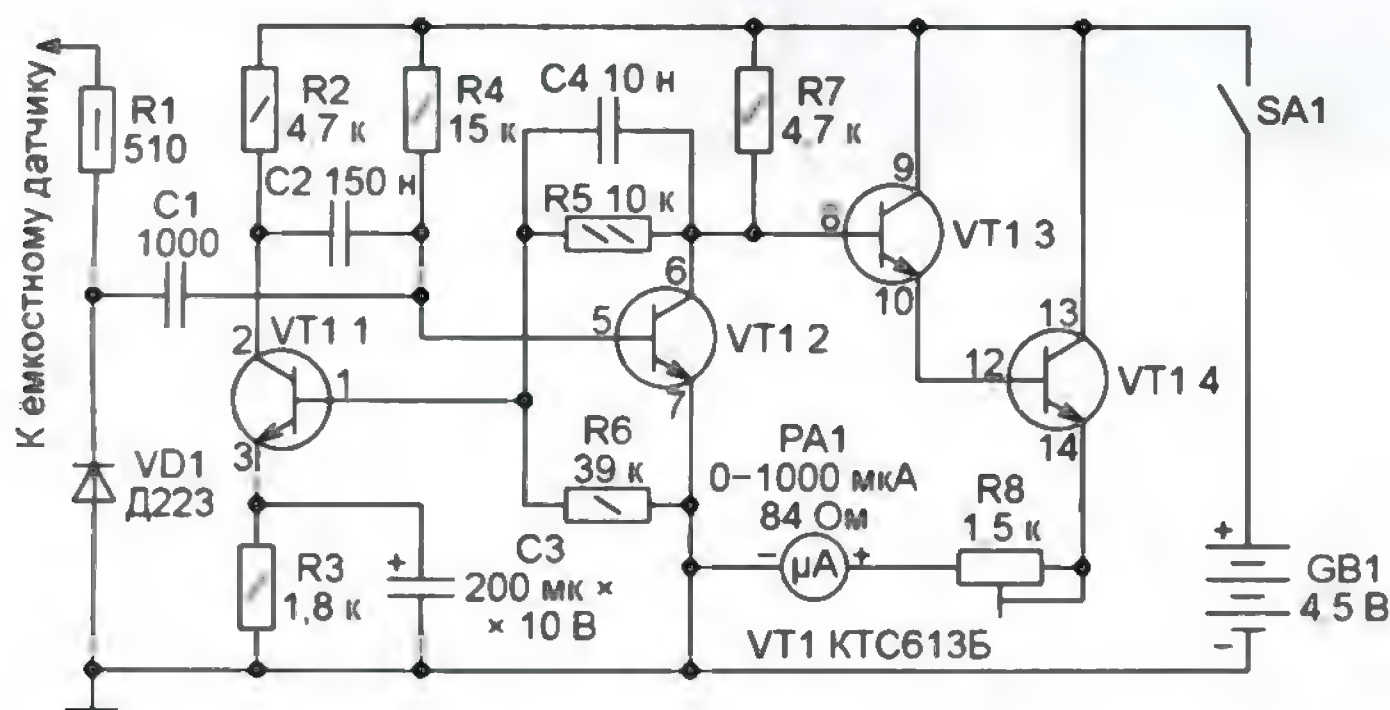 К ёмкостному датчику
R1
510
C1
1000
VD1
Д223
R2
4,7 к
R4
15 к
C2 150 н
C4 10 н
R5 10 к
R7
4,7 к
VT1 1
2
1
3
R3
1,8 к
C3
200 мк ×
× 10 В
R6
39 к
5
6
7
VT1 2
8
9
10
VT1 3
12
13
14
VT1 4
PA1
0–1000 мкА
84 Ом
− μA +
R8
1 5 к
VT1 КТС613Б
SA1
+
GB1
4 5 В
−
+